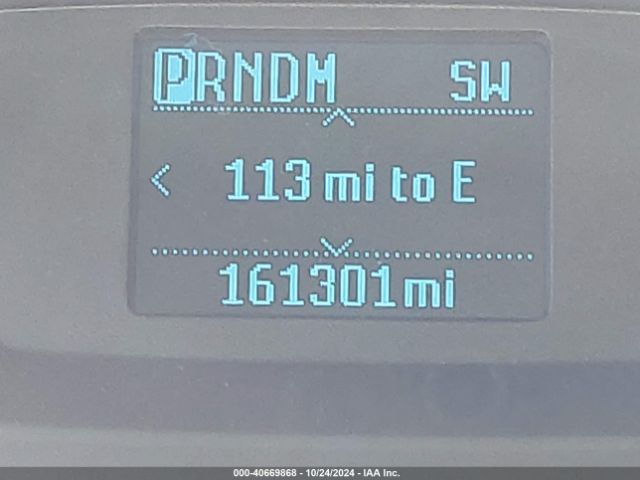 PRNDM SW
< 113 mi to E
161301mi
000-40669868 - 10/24/2024 - IAA Inc.